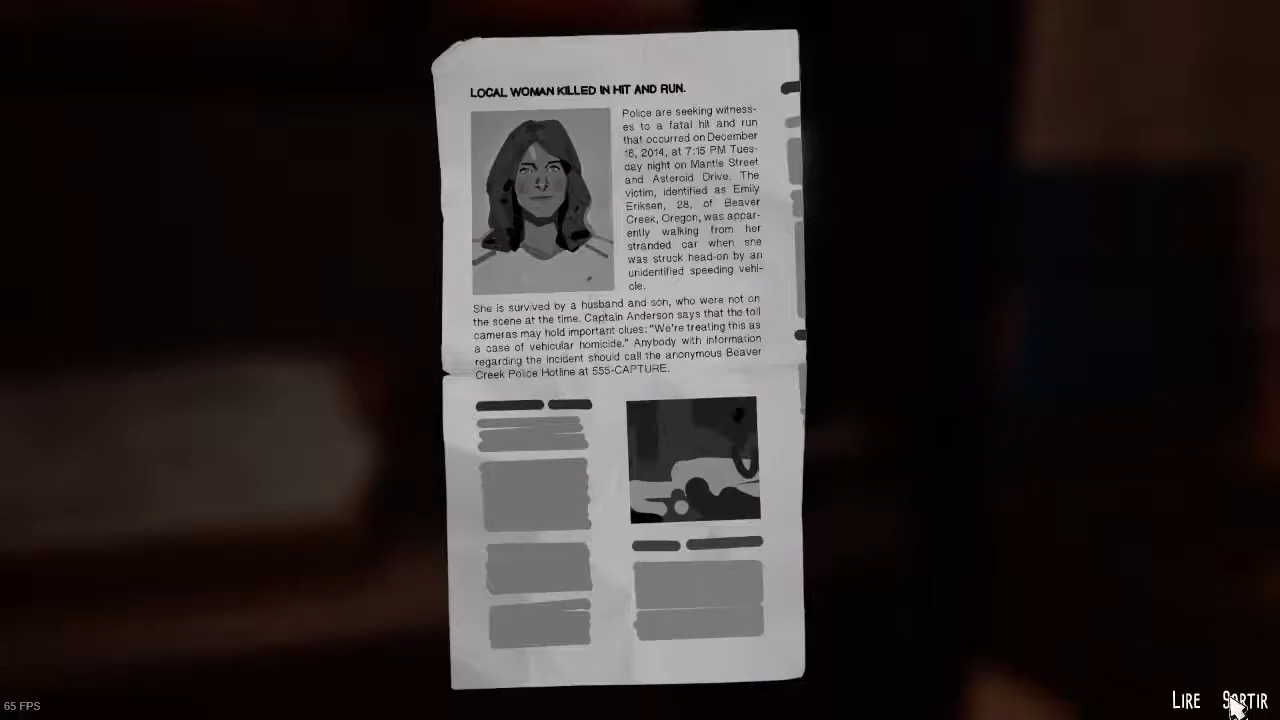 LOCAL WOMAN KILLED IN HIT AND RUN.
Police are seeking witness-
es to a fatal hit and run
that occurred on December
16, 2014, at 7:15 PM Tues-
day night on Mantle Street
and Asteroid Drive. The
victim, identified as Emily
Eriksen, 28, of Beaver
Creek, Oregon, was appar-
ently walking from her
stranded car when she
was struck head-on by an
unidentified speeding vehi-
cle.
She is survived by a husband and son, who were not on
the scene at the time. Captain Anderson says that the toll
cameras may hold important clues: "We're treating this as
a case of vehicular homicide." Anybody with information
regarding the incident should call the anonymous Beaver
Creek Police Hotline at 555-CAPTURE.
65 FPS
LIRE SORTIR